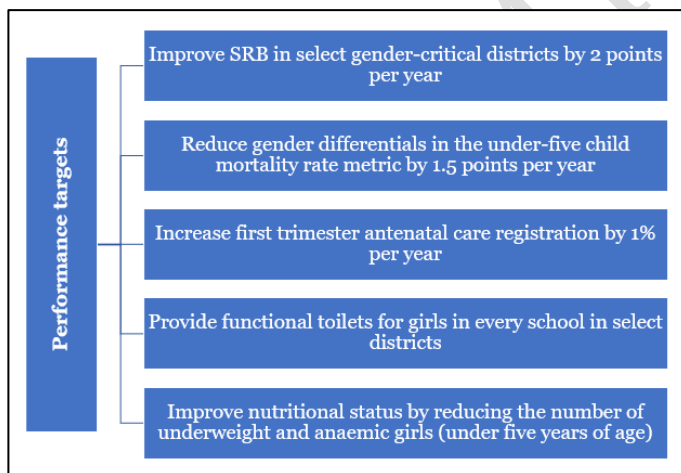 Performance targets
Improve SRB in select gender-critical districts by 2 points
per year
Reduce gender differentials in the under-five child
mortality rate metric by 1.5 points per year
Increase first trimester antenatal care registration by 1%
per year
Provide functional toilets for girls in every school in select
districts
Improve nutritional status by reducing the number of
underweight and anaemic girls (under five years of age)